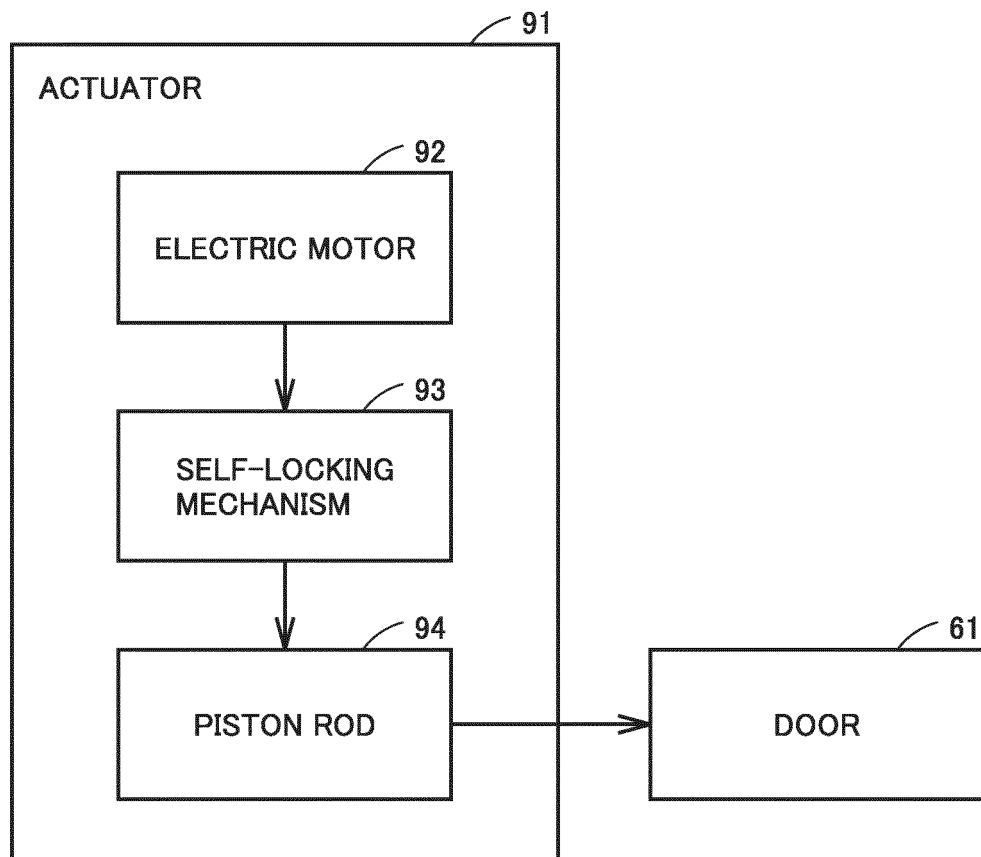 91
ACTUATOR
92
ELECTRIC MOTOR
93
SELF-LOCKING
MECHANISM
94
PISTON ROD
61
DOOR